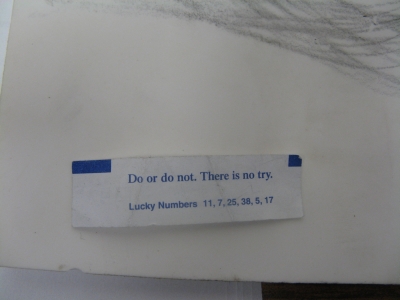 Do or do not. There is no try.
Lucky Numbers 11, 7, 25, 38, 5, 17